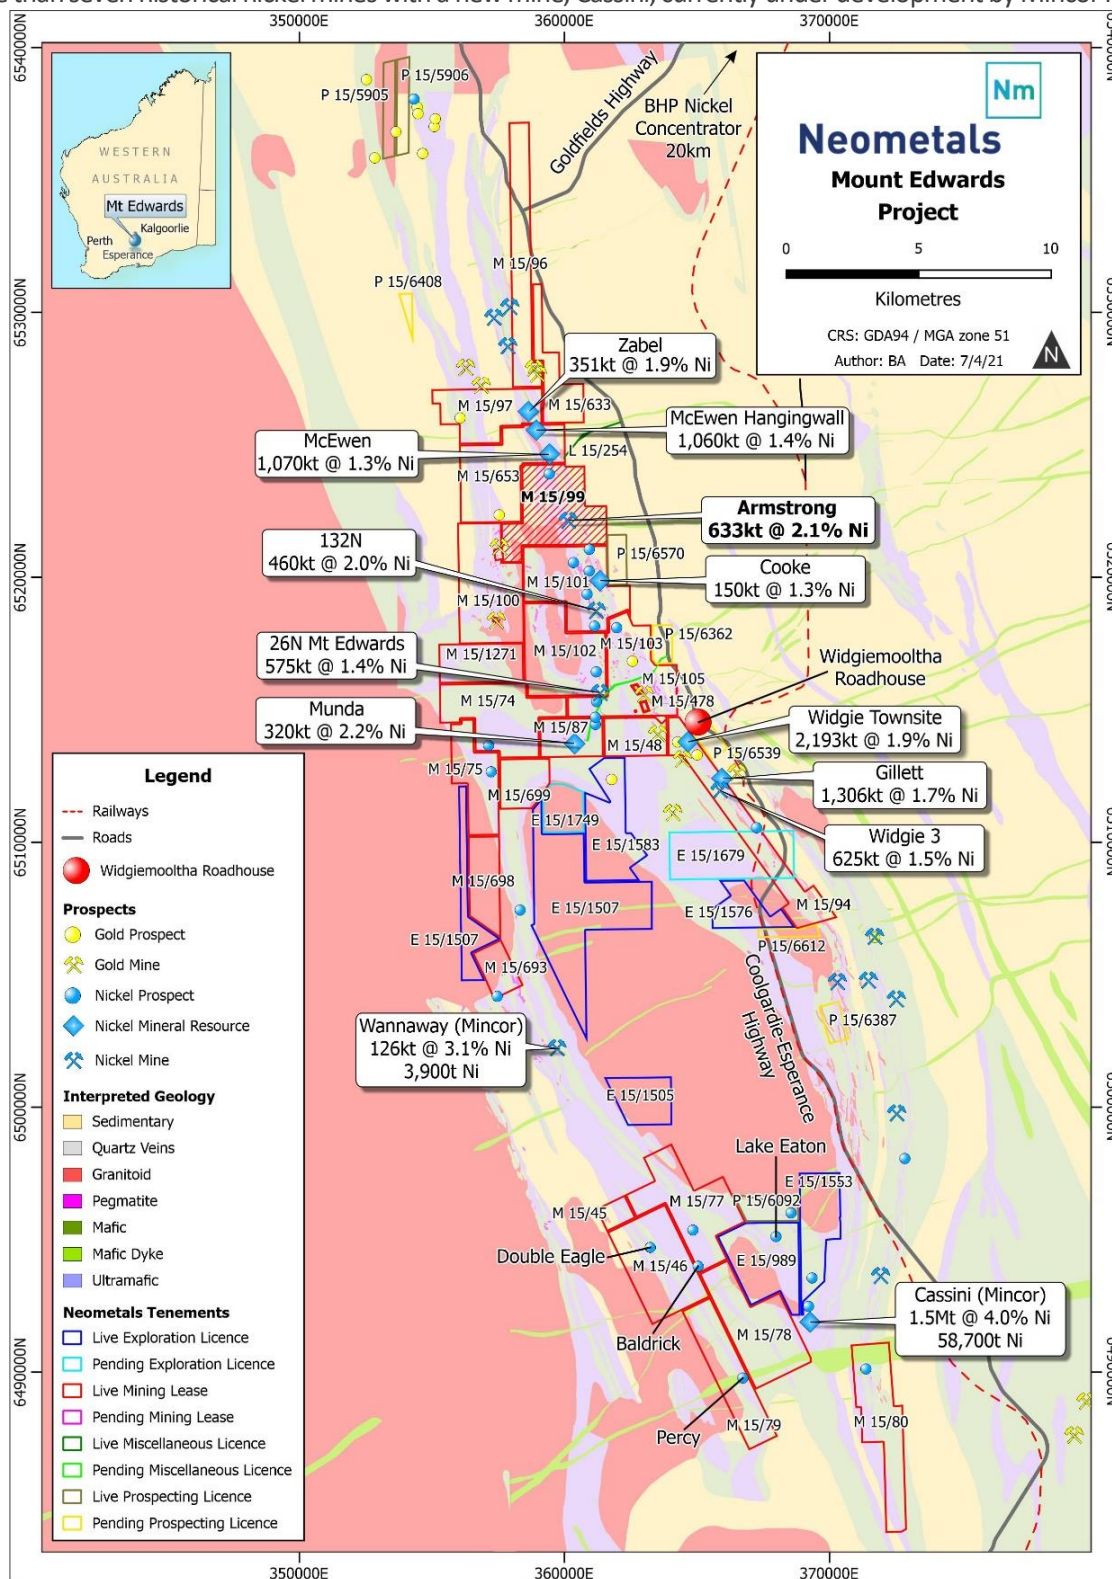 350000E
360000E
370000E
6540000N
6530000N
6520000N
6510000N
6500000N
6490000N
WESTERN
AUSTRALIA
Mt Edwards
Kalgoorlie
Perth
Esperance
P 15/5906
P 15/5905
Goldfields Highway
BHP Nickel
Concentrator
20km
Nm
Neometals
Mount Edwards
Project
0 5 10
Kilometres
CRS: GDA94 / MGA zone 51
Author: BA Date: 7/4/21
N
M 15/96
P 15/6408
Zabel
351kt @ 1.9% Ni
M 15/97
M 15/633
McEwen Hangingwall
1,060kt @ 1.4% Ni
McEwen
1,070kt @ 1.3% Ni
L 15/254
M 15/653
M 15/99
Armstrong
633kt @ 2.1% Ni
132N
460kt @ 2.0% Ni
P 15/6570
M 15/101
Cooke
150kt @ 1.3% Ni
M 15/100
26N Mt Edwards
575kt @ 1.4% Ni
P 15/6362
M 15/1271
M 15/102
M 15/103
Widgiemooltha
Roadhouse
M 15/105
M 15/74
M 15/478
Munda
320kt @ 2.2% Ni
M 15/87
M 15/48
Widgie Townsite
2,193kt @ 1.9% Ni
P 15/6539
M 15/75
Gillett
1,306kt @ 1.7% Ni
M 15/699
E 15/1749
E 15/1583
Widgie 3
625kt @ 1.5% Ni
E 15/1679
M 15/698
E 15/1507
E 15/1576
M 15/94
E 15/1507
P 15/6612
M 15/693
Coolgardie-Esperance
Highway
P 15/6387
Wannaway (Mincor)
126kt @ 3.1% Ni
3,900t Ni
E 15/1505
Lake Eaton
E 15/1553
M 15/77
P 15/6092
M 15/45
Double Eagle
M 15/46
E 15/989
Cassini (Mincor)
1.5Mt @ 4.0% Ni
58,700t Ni
Baldrick
M 15/78
Percy
M 15/79
M 15/80
Legend
Railways
Roads
Widgiemooltha Roadhouse
Prospects
Gold Prospect
Gold Mine
Nickel Prospect
Nickel Mineral Resource
Nickel Mine
Interpreted Geology
Sedimentary
Quartz Veins
Granitoid
Pegmatite
Mafic
Mafic Dyke
Ultramafic
Neometals Tenements
Live Exploration Licence
Pending Exploration Licence
Live Mining Lease
Pending Mining Lease
Live Miscellaneous Licence
Pending Miscellaneous Licence
Live Prospecting Licence
Pending Prospecting Licence
350000E
360000E
370000E